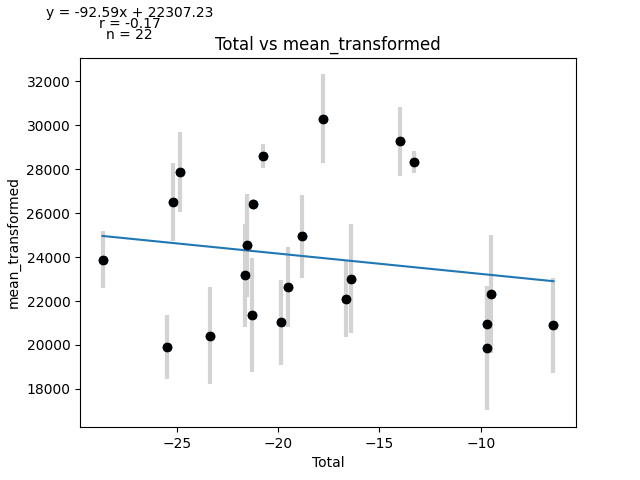 y = -92.59x + 22307.23
r = -0.17
n = 22
Total vs mean_transformed
32000
30000
28000
26000
24000
22000
20000
18000
mean_transformed
−25
−20
−15
−10
Total